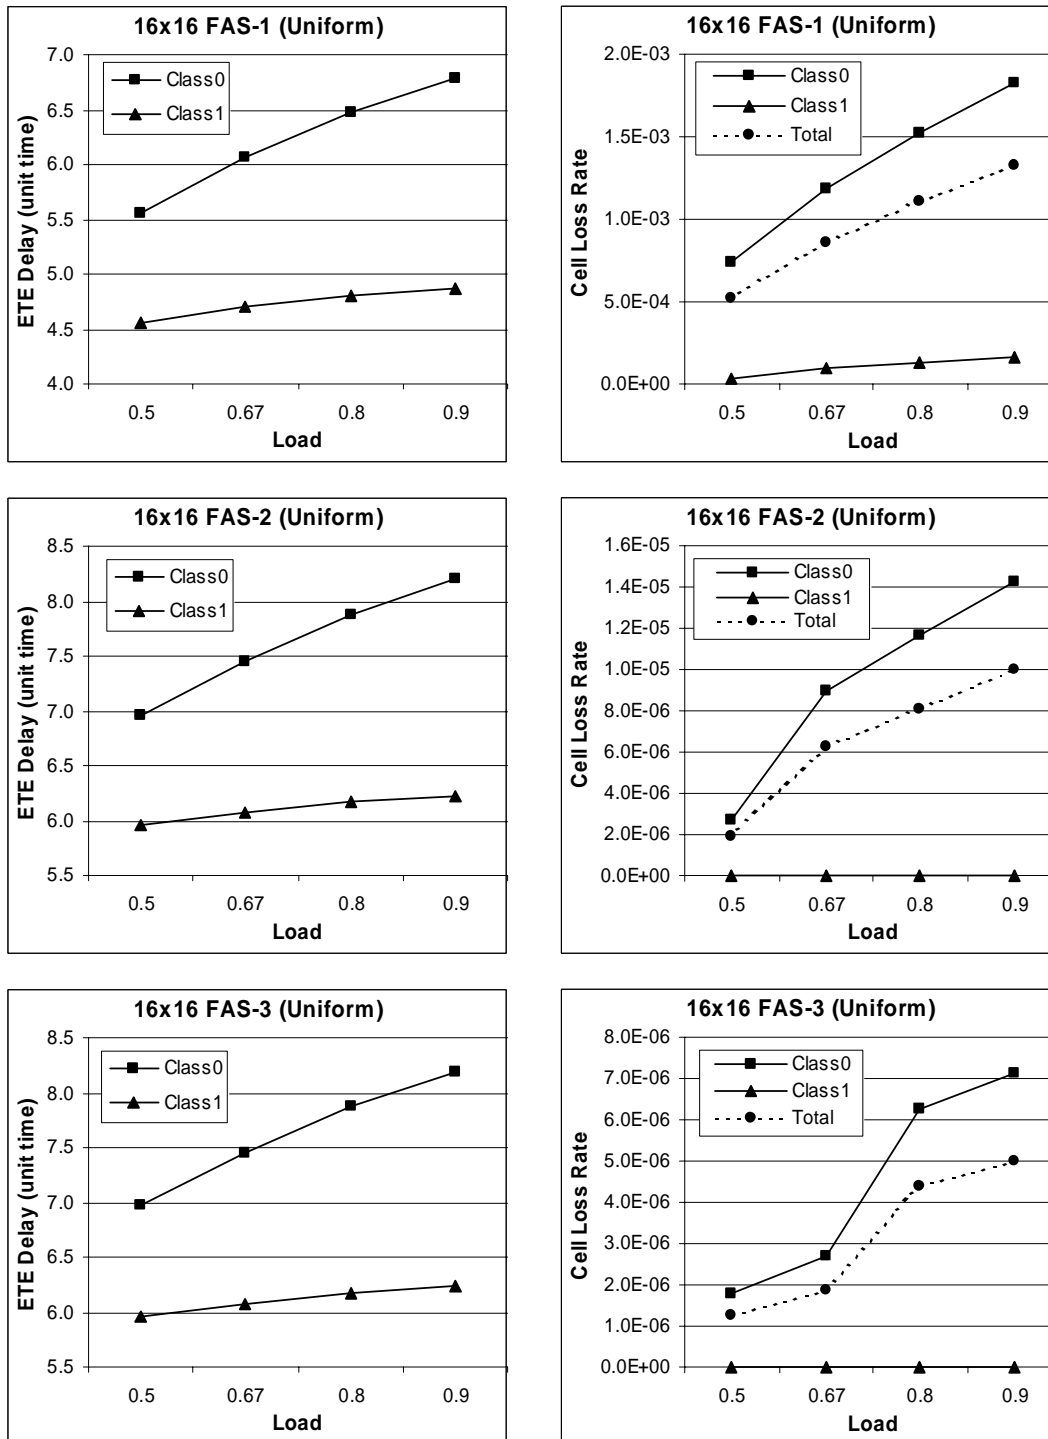 16x16 FAS-1 (Uniform)
ETE Delay (unit time)
7.0
6.5
6.0
5.5
5.0
4.5
4.0
Class0
Class1
0.5 0.67 0.8 0.9
Load
16x16 FAS-1 (Uniform)
Cell Loss Rate
2.0E-03
1.5E-03
1.0E-03
5.0E-04
0.0E+00
Class0
Class1
Total
0.5 0.67 0.8 0.9
Load
16x16 FAS-2 (Uniform)
ETE Delay (unit time)
8.5
8.0
7.5
7.0
6.5
6.0
5.5
Class0
Class1
0.5 0.67 0.8 0.9
Load
16x16 FAS-2 (Uniform)
Cell Loss Rate
1.6E-05
1.4E-05
1.2E-05
1.0E-05
8.0E-06
6.0E-06
4.0E-06
2.0E-06
0.0E+00
Class0
Class1
Total
0.5 0.67 0.8 0.9
Load
16x16 FAS-3 (Uniform)
ETE Delay (unit time)
8.5
8.0
7.5
7.0
6.5
6.0
5.5
Class0
Class1
0.5 0.67 0.8 0.9
Load
16x16 FAS-3 (Uniform)
Cell Loss Rate
8.0E-06
7.0E-06
6.0E-06
5.0E-06
4.0E-06
3.0E-06
2.0E-06
1.0E-06
0.0E+00
Class0
Class1
Total
0.5 0.67 0.8 0.9
Load